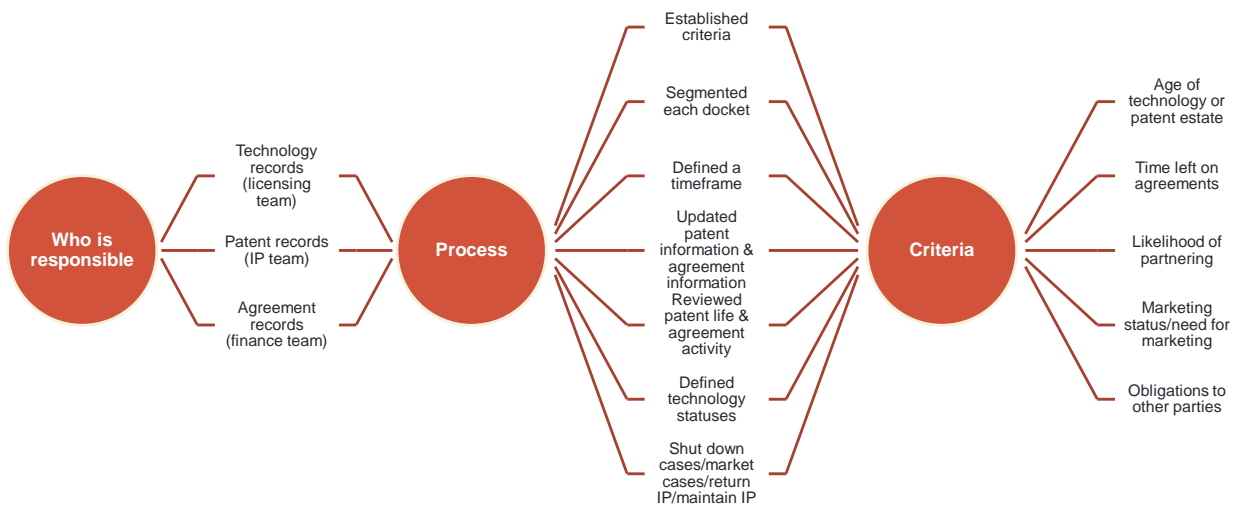 Who is
responsible
Technology
records
(licensing
team)
Patent records
(IP team)
Agreement
records
(finance team)
Process
Established
criteria
Segmented
each docket
Defined a
timeframe
Updated
patent
information &
agreement
information
Reviewed
patent life &
agreement
activity
Defined
technology
statuses
Shut down
cases/market
cases/return
IP/maintain IP
Criteria
Age of
technology or
patent estate
Time left on
agreements
Likelihood of
partnering
Marketing
status/need for
marketing
Obligations to
other parties